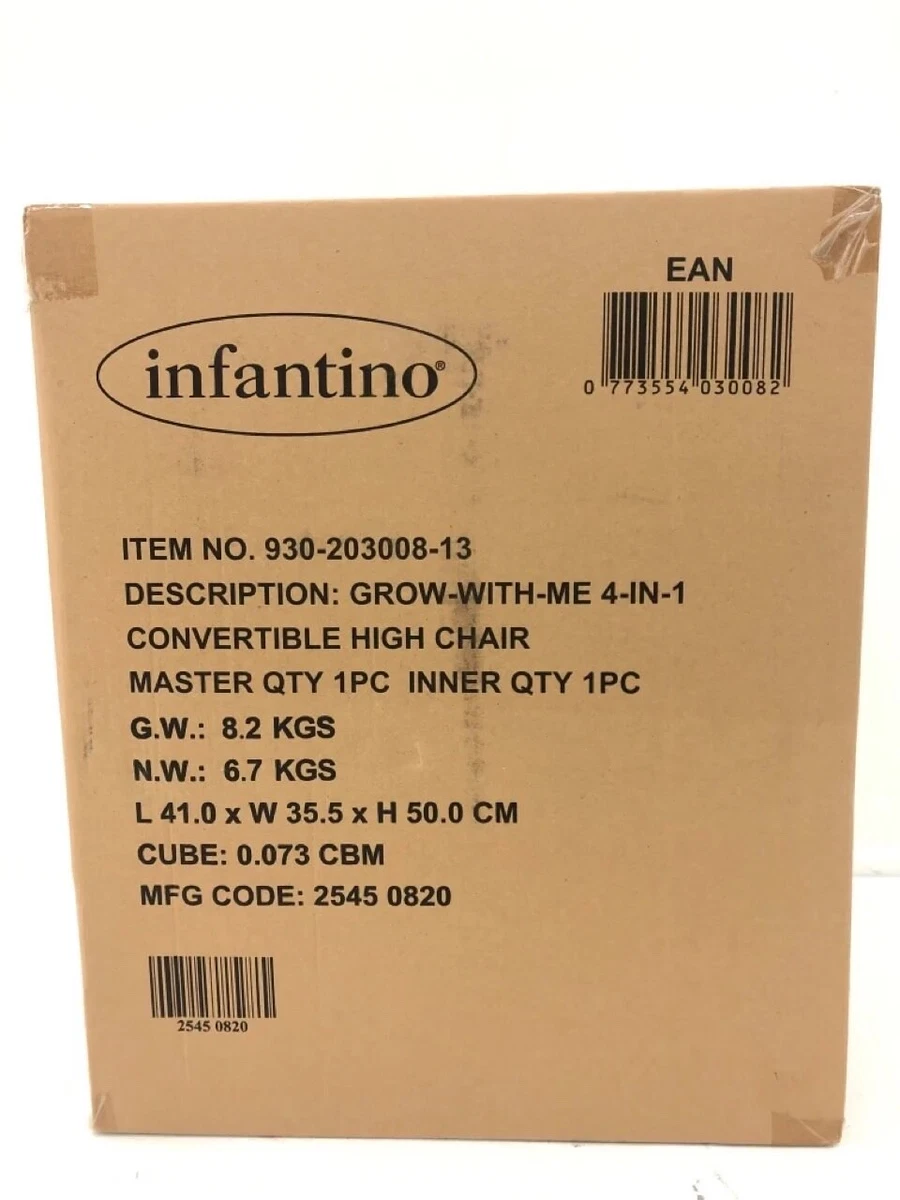 infantino®
EAN
0 773554 030082
ITEM NO. 930-203008-13
DESCRIPTION: GROW-WITH-ME 4-IN-1
CONVERTIBLE HIGH CHAIR
MASTER QTY 1PC INNER QTY 1PC
G.W.: 8.2 KGS
N.W.: 6.7 KGS
L 41.0 x W 35.5 x H 50.0 CM
CUBE: 0.073 CBM
MFG CODE: 2545 0820
2545 0820